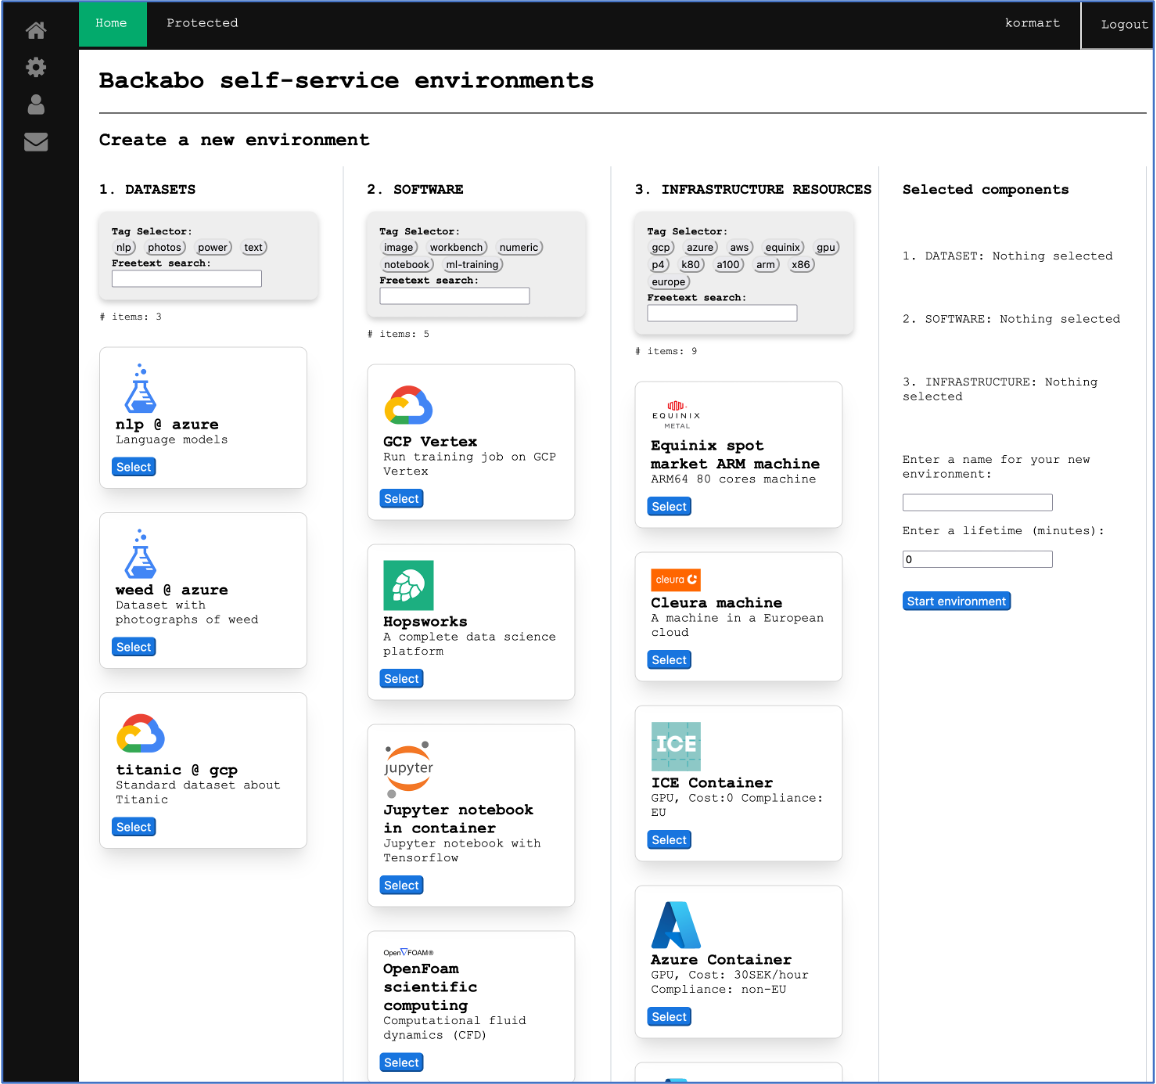 Home
Protected
kormart
Logout
Backabo self-service environments
Create a new environment
1. DATASETS
Tag Selector:
nlp photos power text
Freetext search:
# items: 3
nlp @ azure
Language models
Select
weed @ azure
Dataset with
photographs of weed
Select
titanic @ gcp
Standard dataset about
Titanic
Select
2. SOFTWARE
Tag Selector:
image workbench numeric
notebook ml-training
Freetext search:
# items: 5
GCP Vertex
Run training job on GCP
Vertex
Select
Hopsworks
A complete data science
platform
Select
jupyter
Jupyter notebook
in container
Jupyter notebook with
Tensorflow
Select
Open∇FOAM®
OpenFoam
scientific
computing
Computational fluid
dynamics (CFD)
Select
3. INFRASTRUCTURE RESOURCES
Tag Selector:
gcp azure aws equinix gpu
p4 k80 a100 arm x86
europe
Freetext search:
# items: 9
EQUINIX
METAL
Equinix spot
market ARM machine
ARM64 80 cores machine
Select
cleura
Cleura machine
A machine in a European
cloud
Select
ICE
ICE Container
GPU, Cost:0 Compliance:
EU
Select
Azure Container
GPU, Cost: 30SEK/hour
Compliance: non-EU
Select
Selected components
1. DATASET: Nothing selected
2. SOFTWARE: Nothing selected
3. INFRASTRUCTURE: Nothing
selected
Enter a name for your new
environment:
Enter a lifetime (minutes):
0
Start environment